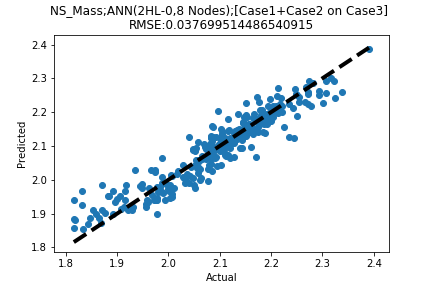 NS_Mass;ANN(2HL-0,8 Nodes);[Case1+Case2 on Case3]
RMSE:0.037699514486540915
2.4
2.3
2.2
2.1
2.0
1.9
1.8
Predicted
1.8 1.9 2.0 2.1 2.2 2.3 2.4
Actual